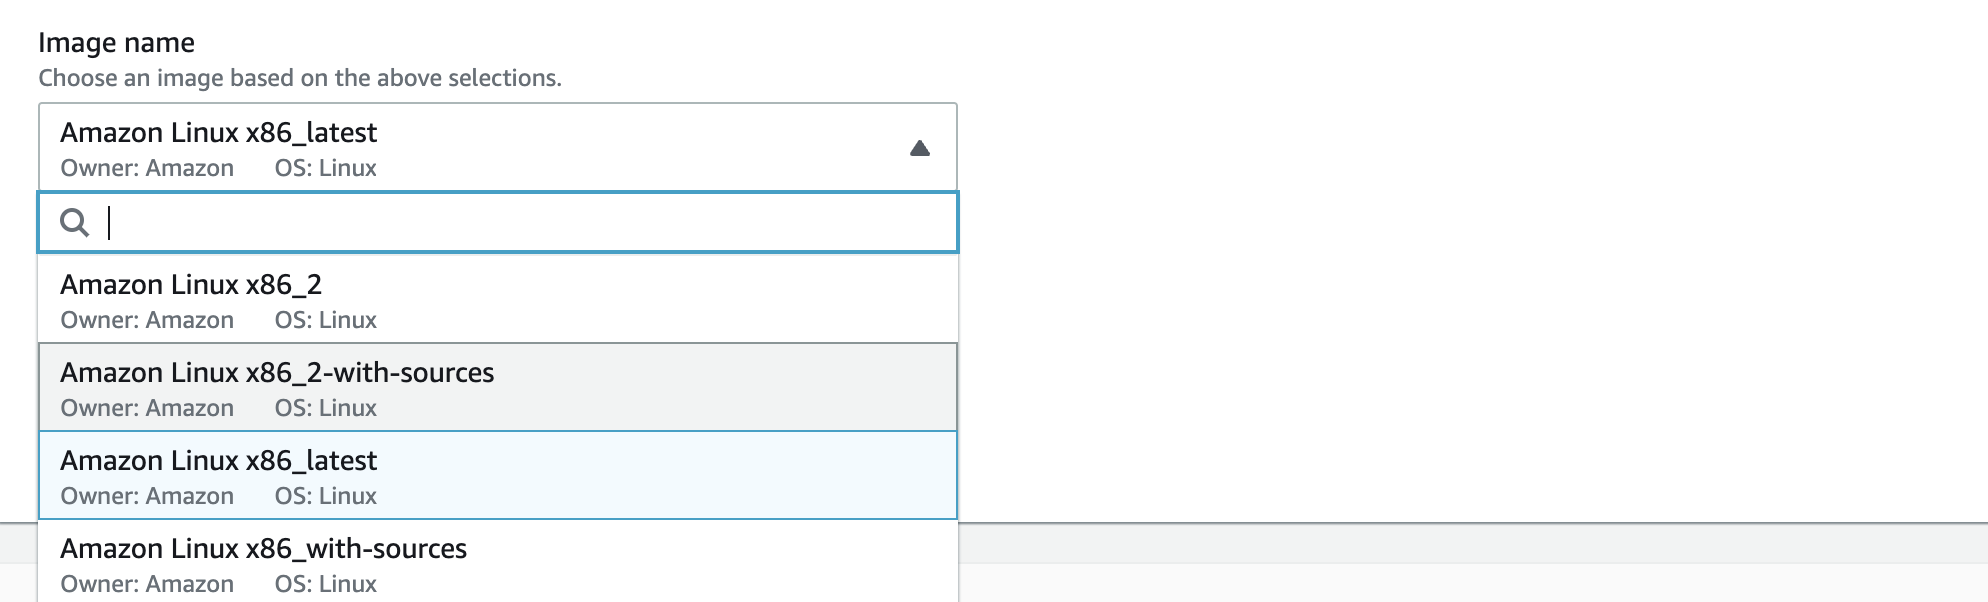 Image name
Choose an image based on the above selections.
Amazon Linux x86_latest
Owner: Amazon OS: Linux
Amazon Linux x86_2
Owner: Amazon OS: Linux
Amazon Linux x86_2-with-sources
Owner: Amazon OS: Linux
Amazon Linux x86_latest
Owner: Amazon OS: Linux
Amazon Linux x86_with-sources
Owner: Amazon OS: Linux